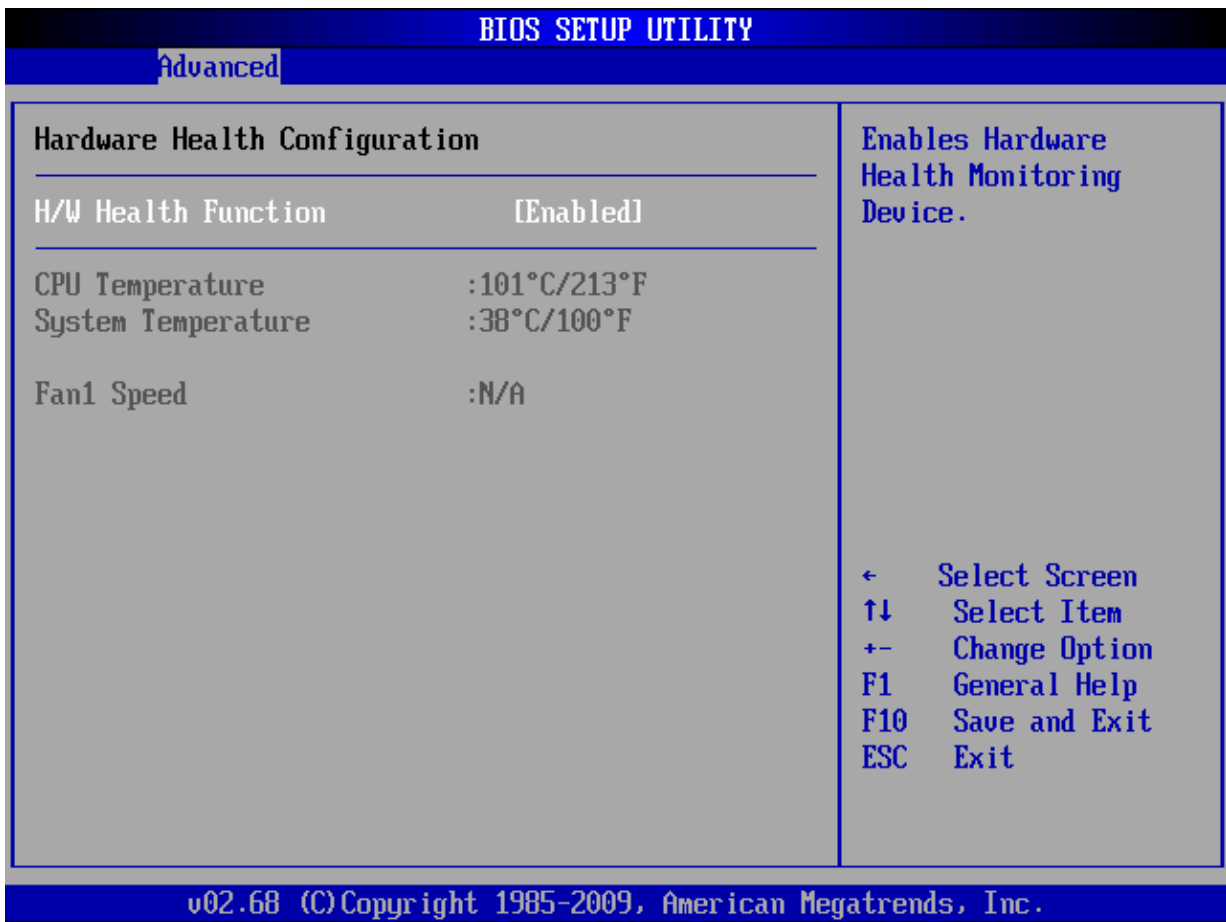 BIOS SETUP UTILITY
Advanced
Hardware Health Configuration
H/W Health Function [Enabled]
CPU Temperature :101°C/213°F
System Temperature :38°C/100°F
Fan1 Speed :N/A
Enables Hardware
Health Monitoring
Device.
← Select Screen
↑↓ Select Item
+- Change Option
F1 General Help
F10 Save and Exit
ESC Exit
v02.68 (C)Copyright 1985-2009, American Megatrends, Inc.